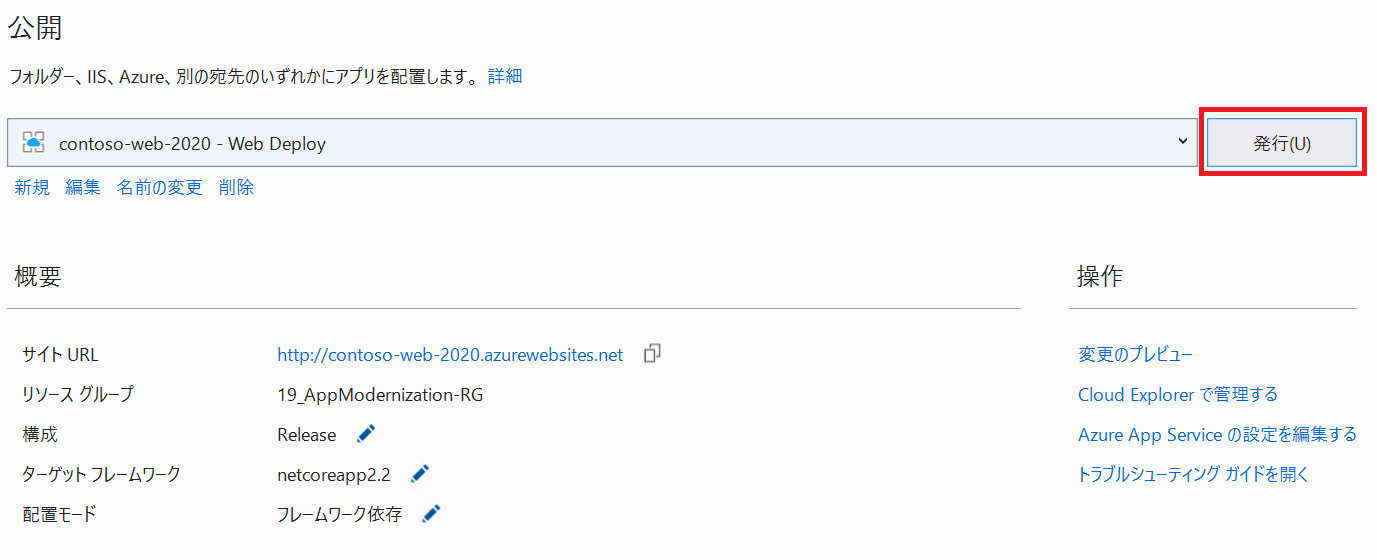 公開
フォルダー、IIS、Azure、別の宛先のいずれかにアプリを配置します。 詳細
contoso-web-2020 - Web Deploy
発行(U)
新規 編集 名前の変更 削除
概要
サイト URL http://contoso-web-2020.azurewebsites.net
リソース グループ 19_AppModernization-RG
構成 Release
ターゲット フレームワーク netcoreapp2.2
配置モード フレームワーク依存
操作
変更のプレビュー
Cloud Explorer で管理する
Azure App Service の設定を編集する
トラブルシューティング ガイドを開く